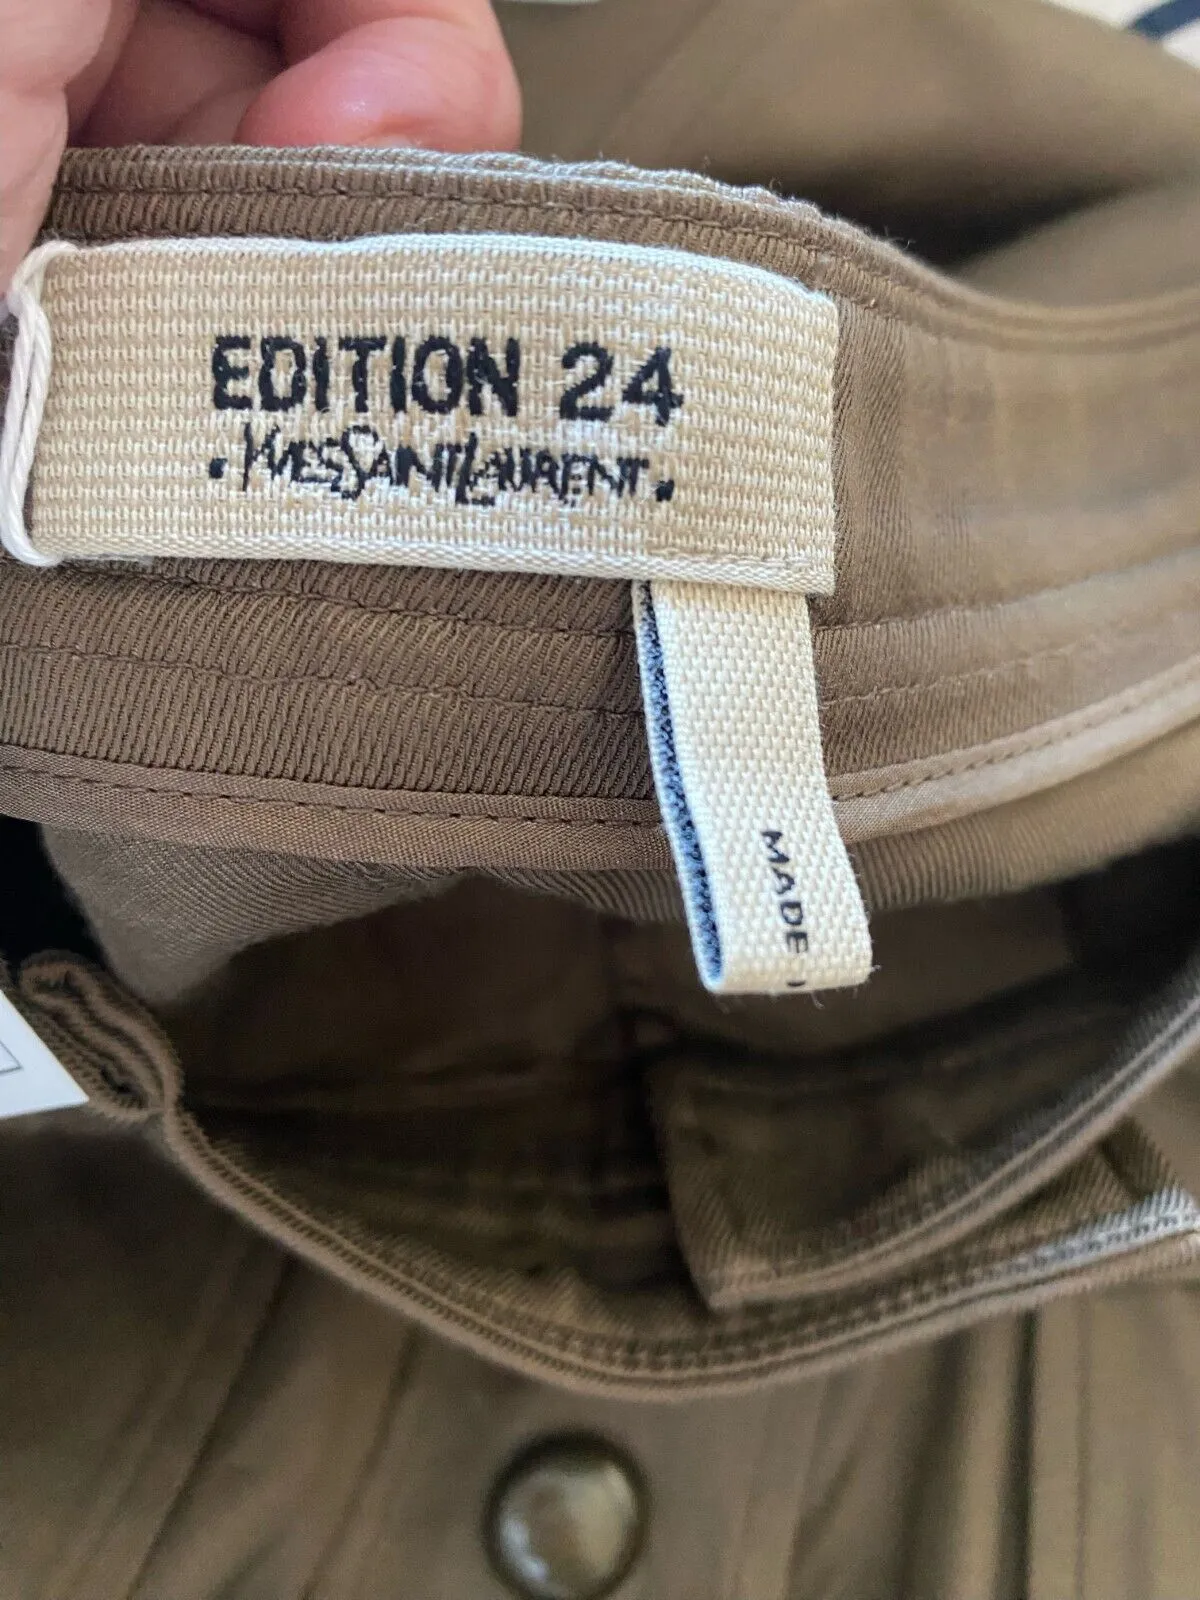 EDITION 24
· YVESSAINTLAURENT ·
MADE